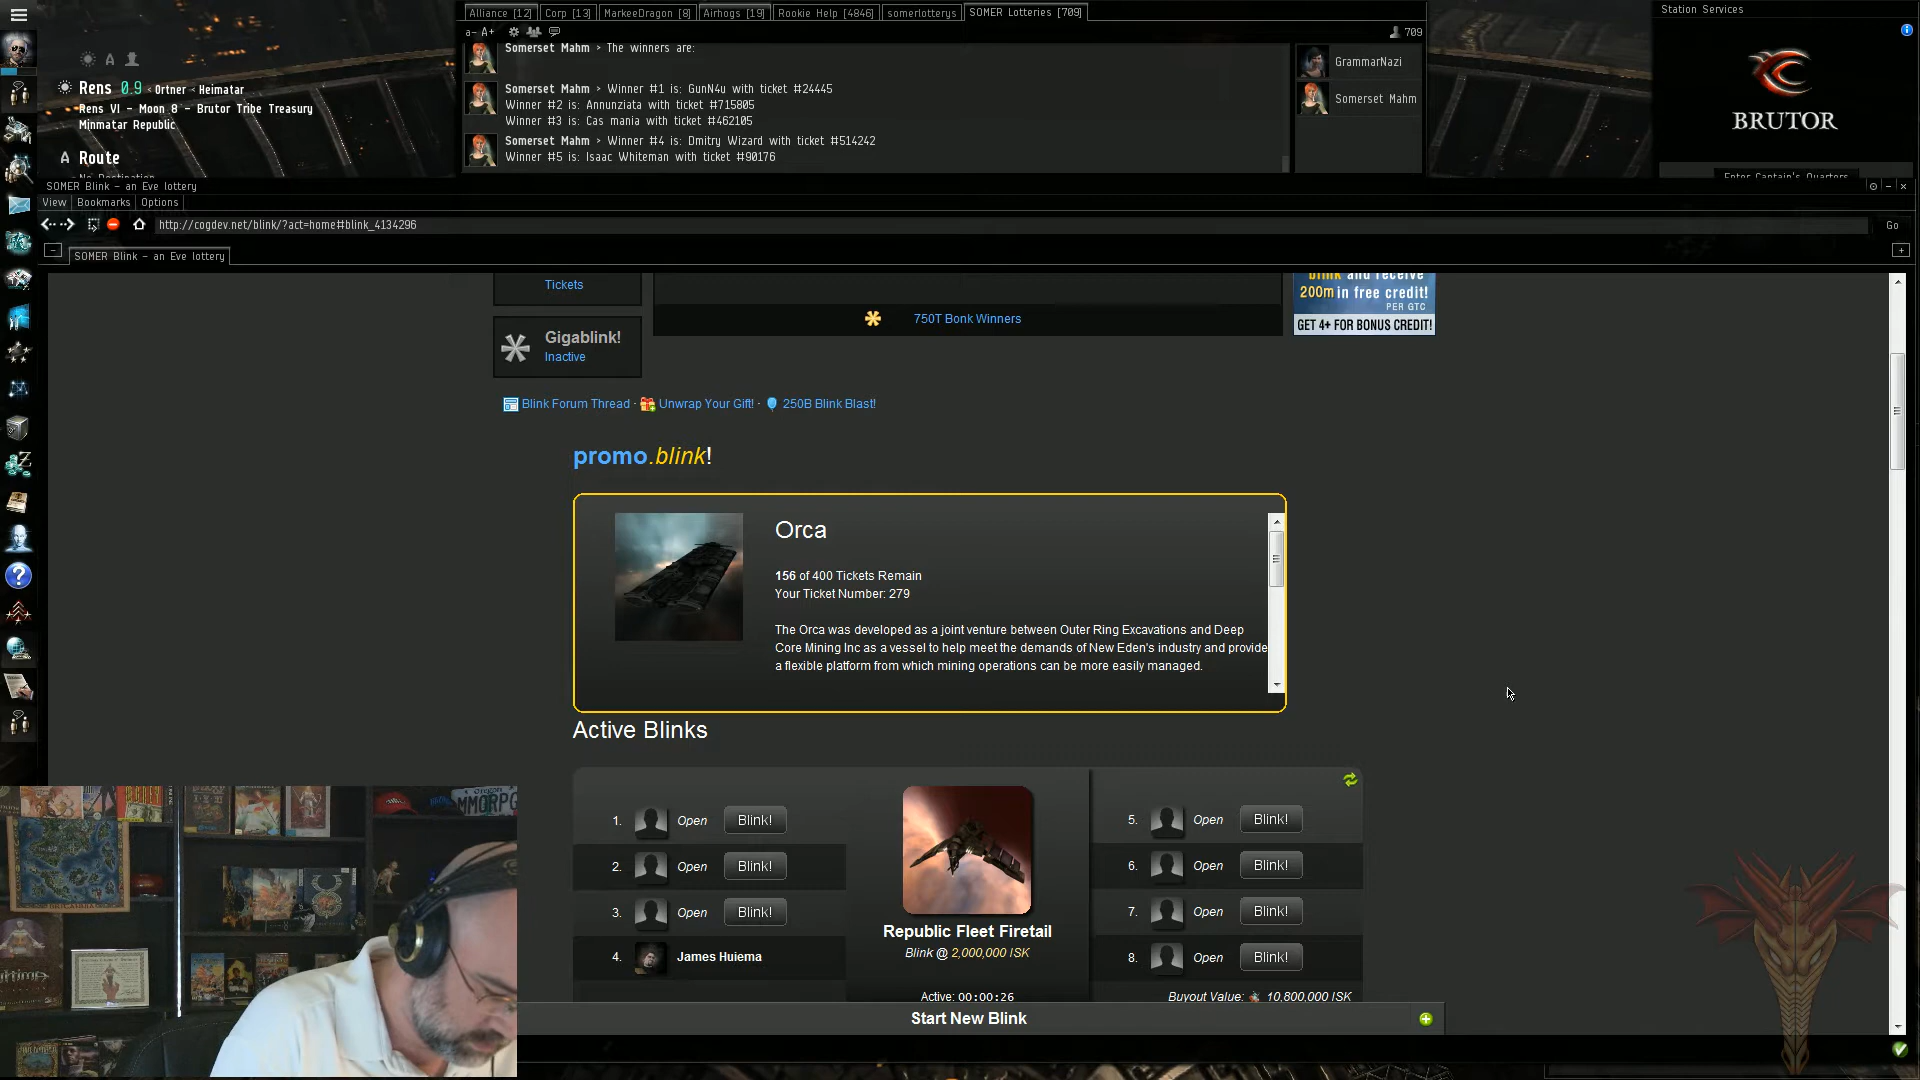 Alliance [12] Corp [13] MarkeeDragon [8] Airhogs [19] Rookie Help [4846] somerlotterys SOMER Lotteries [709]
Station Services
a- A+
709
Somerset Mahm > The winners are:
GrammarNazi
Rens 0.9 < Ortner < Heimatar
Somerset Mahm > Winner #1 is: GunN4u with ticket #24445
Somerset Mahm
Rens VI - Moon 8 - Brutor Tribe Treasury
Winner #2 is: Annunziata with ticket #715805
Minmatar Republic
Winner #3 is: Cas mania with ticket #462105
BRUTOR
Somerset Mahm > Winner #4 is: Dmitry Wizard with ticket #514242
A Route
Winner #5 is: Isaac Whiteman with ticket #90176
No Destination
Enter Captain's Quarters
SOMER Blink - an Eve lottery
View Bookmarks Options
http://cogdev.net/blink/?act=home#blink_4134296
Go
SOMER Blink - an Eve lottery
Tickets
blink and receive
200m in free credit!
PER GTC
GET 4+ FOR BONUS CREDIT!
750T Bonk Winners
Gigablink!
Inactive
Blink Forum Thread - Unwrap Your Gift! - 250B Blink Blast!
promo.blink!
Orca
156 of 400 Tickets Remain
Your Ticket Number: 279
The Orca was developed as a joint venture between Outer Ring Excavations and Deep
Core Mining Inc as a vessel to help meet the demands of New Eden's industry and provide
a flexible platform from which mining operations can be more easily managed.
Active Blinks
1. Open Blink!
5. Open Blink!
2. Open Blink!
6. Open Blink!
3. Open Blink!
7. Open Blink!
Republic Fleet Firetail
4. James Huiema
Blink @ 2,000,000 ISK
8. Open Blink!
Active: 00:00:26
Buyout Value: 10,800,000 ISK
Start New Blink
MMORPG
ultima